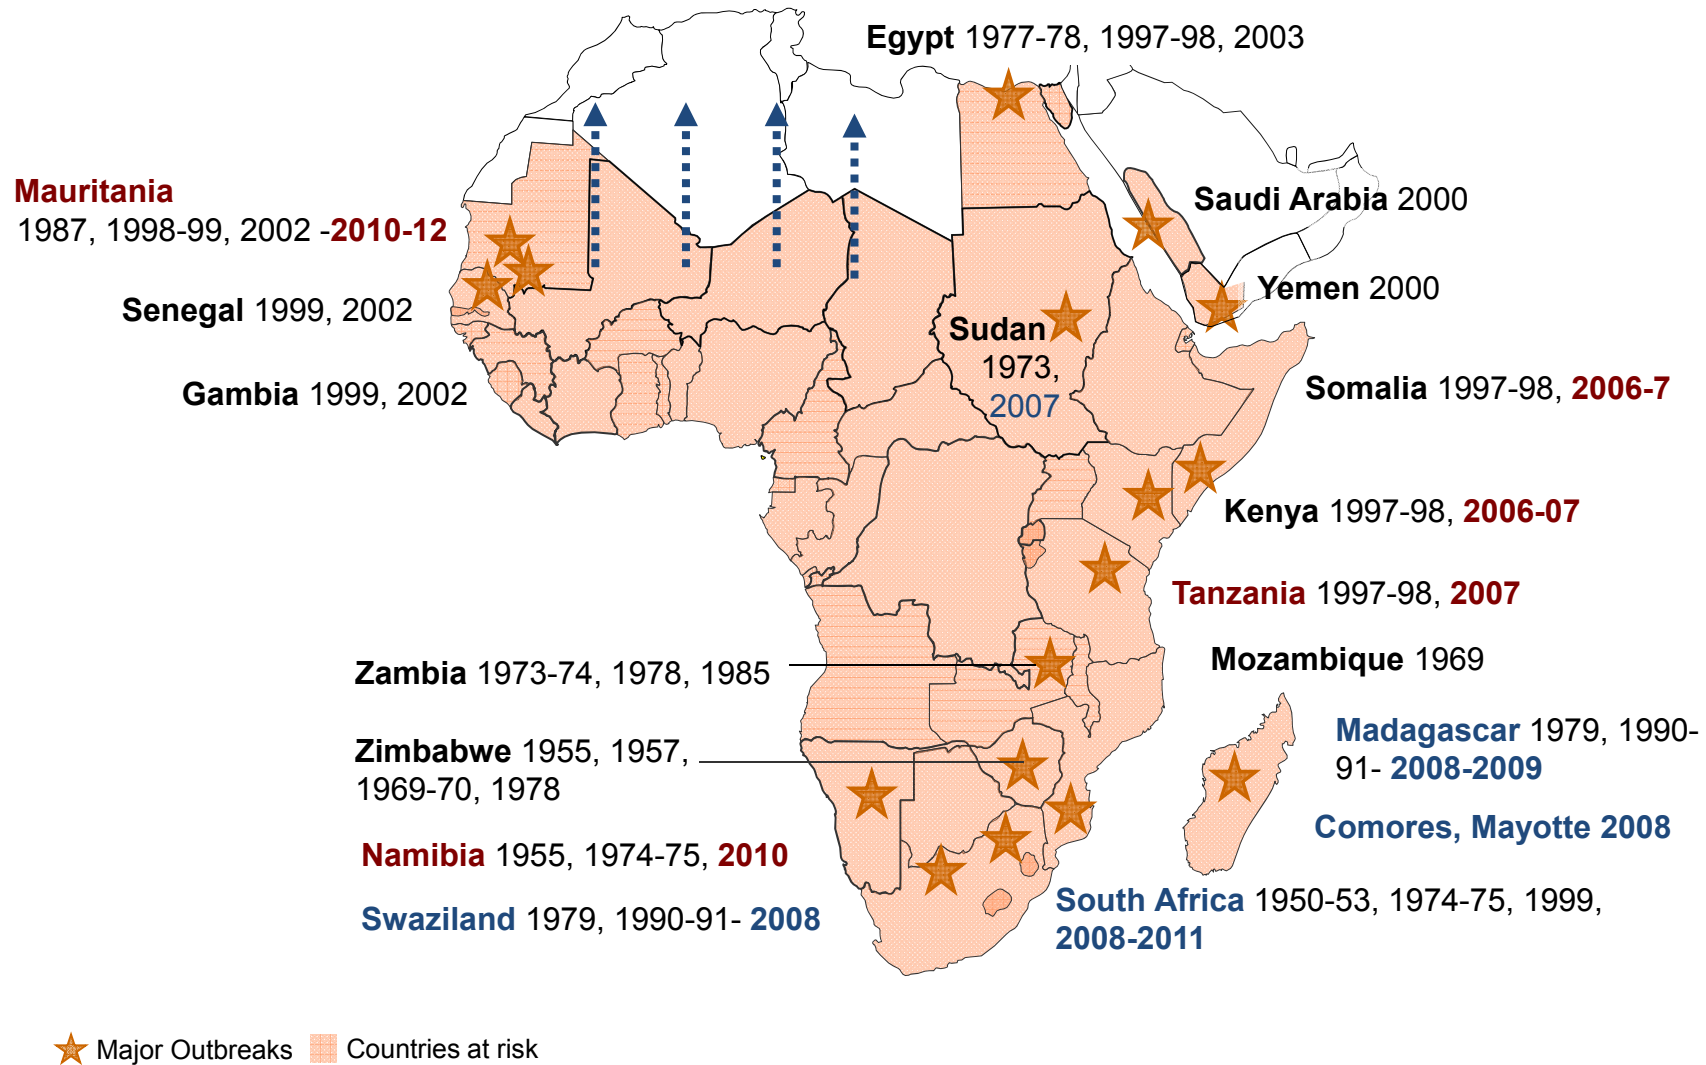 Egypt 1977-78, 1997-98, 2003
Mauritania
1987, 1998-99, 2002 -2010-12
Saudi Arabia 2000
Yemen 2000
Senegal 1999, 2002
Sudan
1973,
2007
Gambia 1999, 2002
Somalia 1997-98, 2006-7
Kenya 1997-98, 2006-07
Tanzania 1997-98, 2007
Mozambique 1969
Zambia 1973-74, 1978, 1985
Madagascar 1979, 1990-
91- 2008-2009
Zimbabwe 1955, 1957,
1969-70, 1978
Comores, Mayotte 2008
Namibia 1955, 1974-75, 2010
South Africa 1950-53, 1974-75, 1999,
2008-2011
Swaziland 1979, 1990-91- 2008
Major Outbreaks
Countries at risk